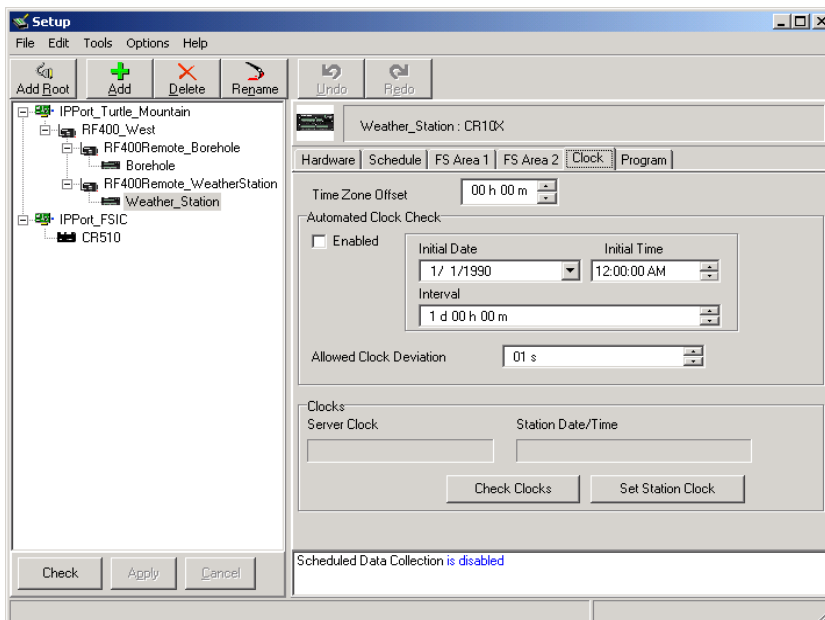 Setup
File Edit Tools Options Help
Add Root Add Delete Rename Undo Redo
IPPort_Turtle_Mountain
RF400_West
RF400Remote_Borehole
Borehole
RF400Remote_WeatherStation
Weather_Station
IPPort_FSIC
CR510
Weather_Station : CR10X
Hardware Schedule FS Area 1 FS Area 2 Clock Program
Time Zone Offset 00 h 00 m
Automated Clock Check
Enabled
Initial Date Initial Time
1/ 1/1990 12:00:00 AM
Interval
1 d 00 h 00 m
Allowed Clock Deviation 01 s
Clocks
Server Clock Station Date/Time
Check Clocks Set Station Clock
Scheduled Data Collection is disabled
Check Apply Cancel